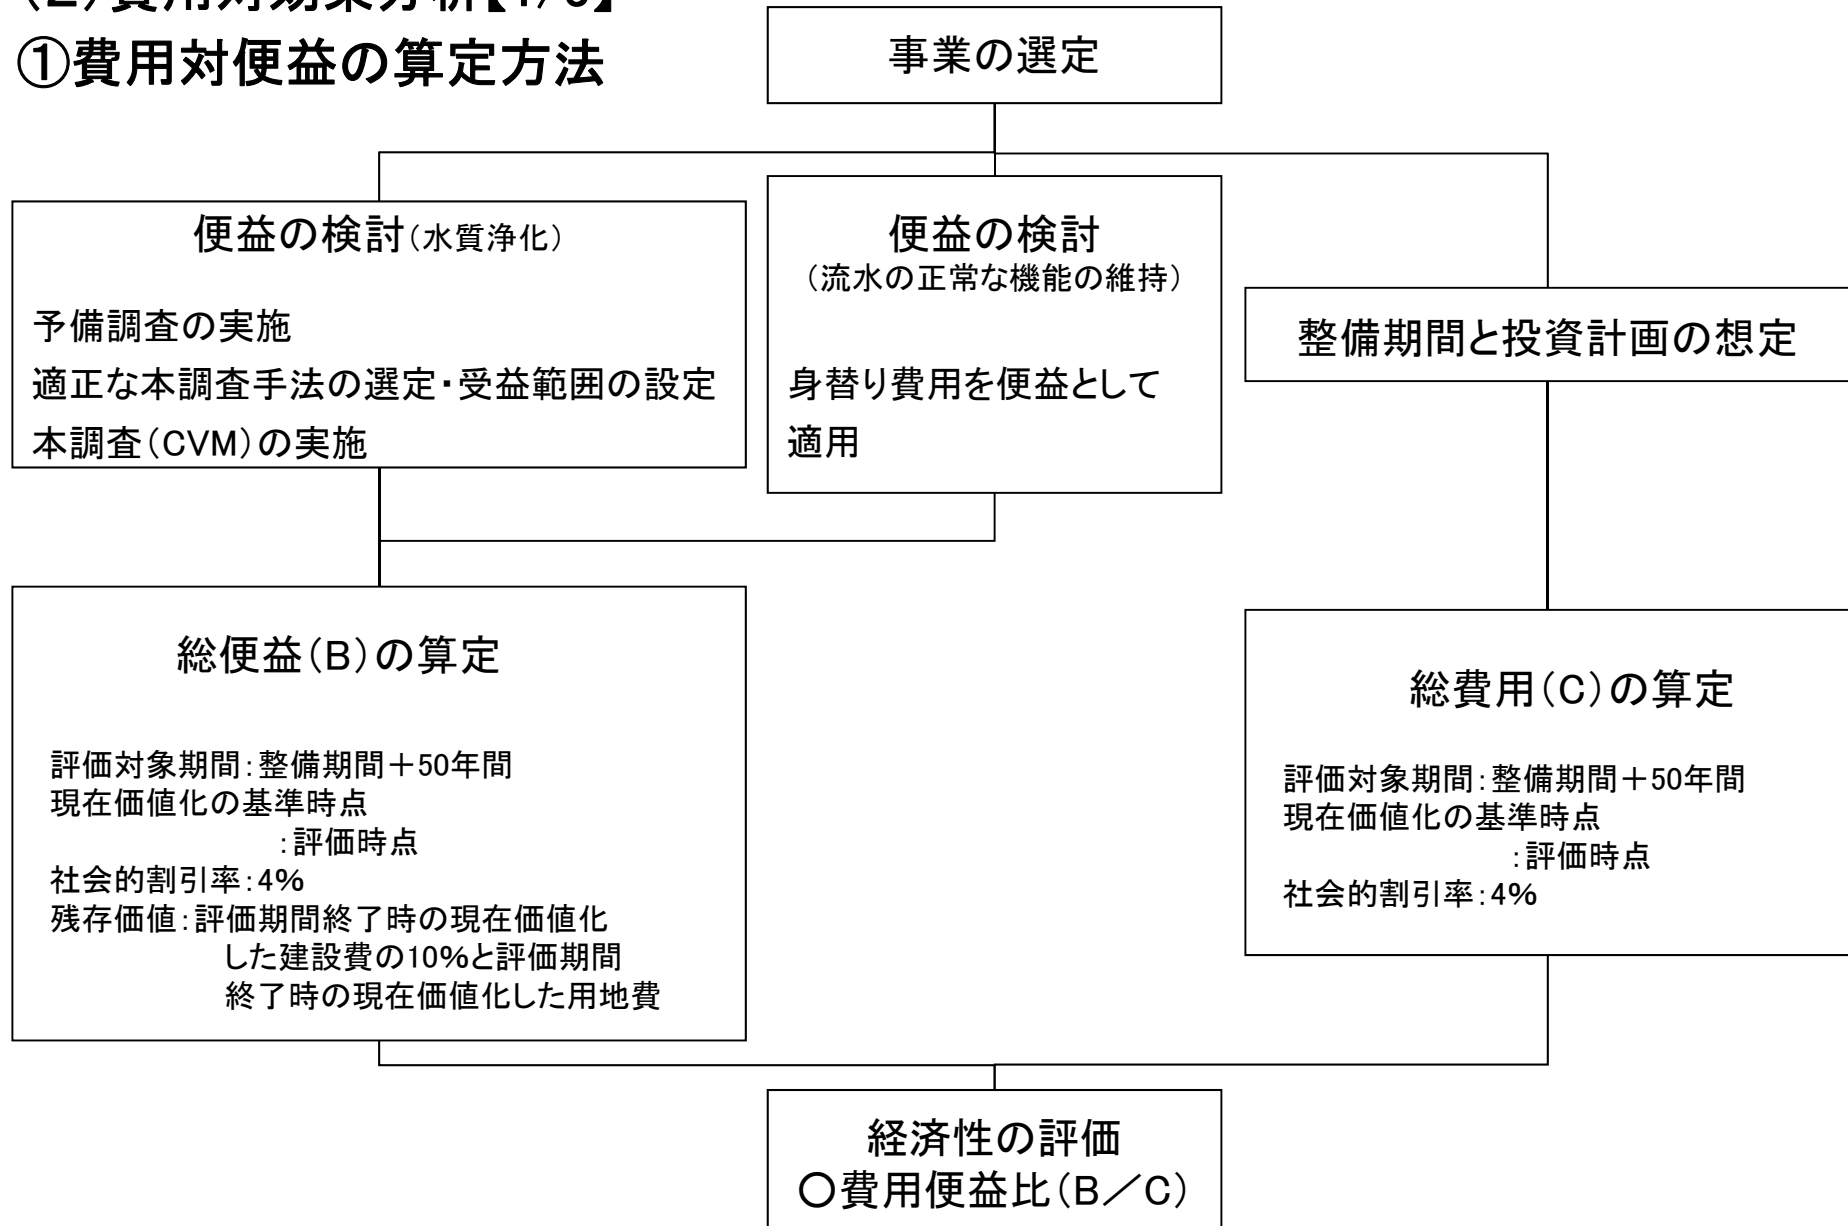 (2)費用対効果分析【1/5】
①費用対便益の算定方法
事業の選定
便益の検討(水質浄化)
予備調査の実施
適正な本調査手法の選定・受益範囲の設定
本調査(CVM)の実施
便益の検討
(流水の正常な機能の維持)
身替り費用を便益として
適用
整備期間と投資計画の想定
総便益(B)の算定
評価対象期間:整備期間+50年間
現在価値化の基準時点
:評価時点
社会的割引率:4%
残存価値:評価期間終了時の現在価値化
した建設費の10%と評価期間
終了時の現在価値化した用地費
総費用(C)の算定
評価対象期間:整備期間+50年間
現在価値化の基準時点
:評価時点
社会的割引率:4%
経済性の評価
○費用便益比(B/C)